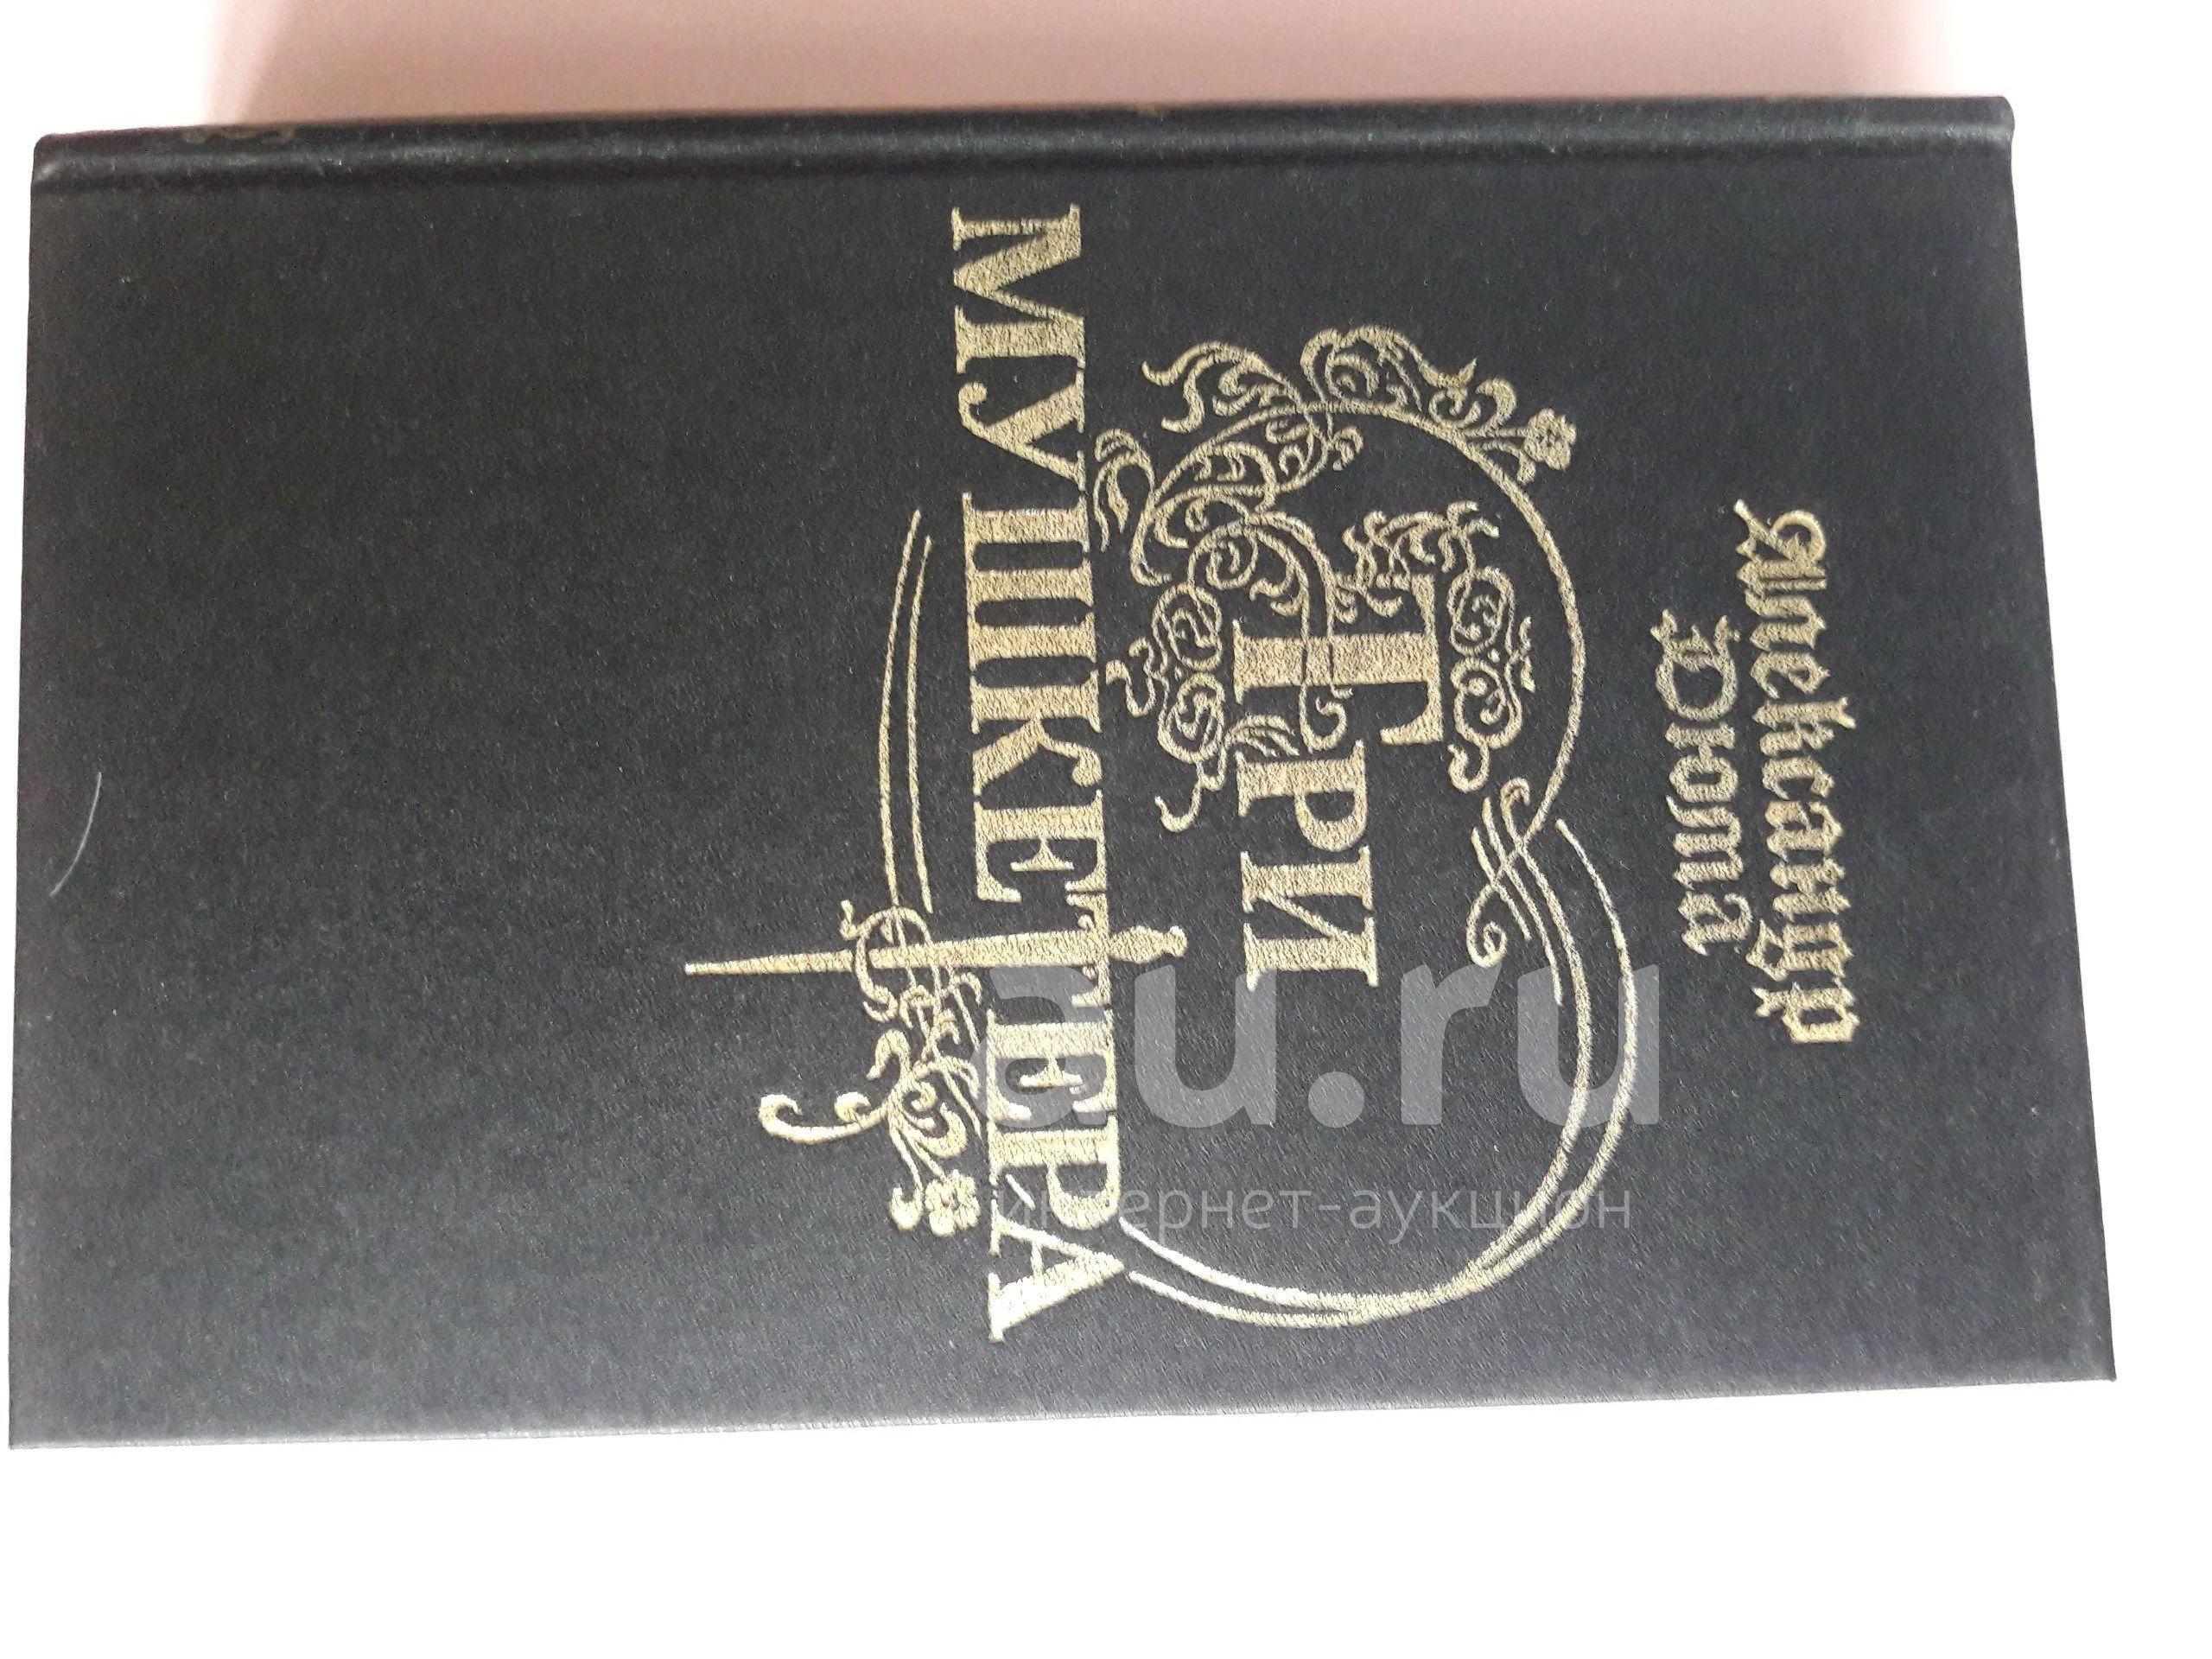 Александр
Дюма
ТРИ
МУШКЕТЕРА
au.ru
интернет-аукцион